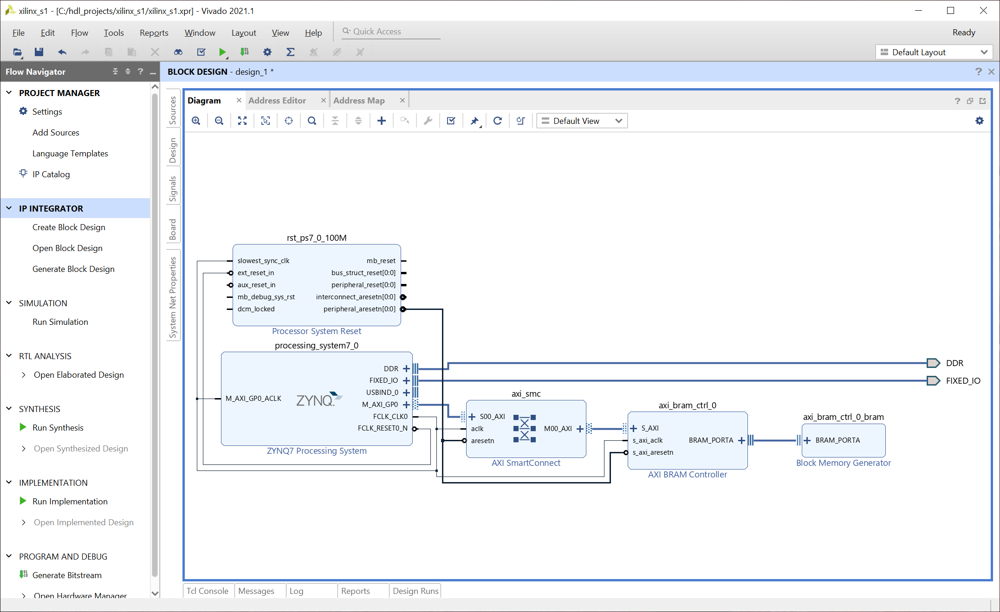 xilinx_s1 - [C:/hdl_projects/xilinx_s1/xilinx_s1.xpr] - Vivado 2021.1
File Edit Flow Tools Reports Window Layout View Help Quick Access Ready
Default Layout
Flow Navigator
PROJECT MANAGER
Settings
Add Sources
Language Templates
IP Catalog
IP INTEGRATOR
Create Block Design
Open Block Design
Generate Block Design
SIMULATION
Run Simulation
RTL ANALYSIS
Open Elaborated Design
SYNTHESIS
Run Synthesis
Open Synthesized Design
IMPLEMENTATION
Run Implementation
Open Implemented Design
PROGRAM AND DEBUG
Generate Bitstream
Open Hardware Manager
BLOCK DESIGN - design_1 *
Sources
Design
Signals
Board
System Net Properties
Diagram Address Editor Address Map
Default View
rst_ps7_0_100M
slowest_sync_clk mb_reset
ext_reset_in bus_struct_reset[0:0]
aux_reset_in peripheral_reset[0:0]
mb_debug_sys_rst interconnect_aresetn[0:0]
dcm_locked peripheral_aresetn[0:0]
Processor System Reset
processing_system7_0
DDR
FIXED_IO
USBIND_0
M_AXI_GP0_ACLK
ZYNQ
M_AXI_GP0
FCLK_CLK0
FCLK_RESET0_N
ZYNQ7 Processing System
axi_smc
S00_AXI
aclk M00_AXI
aresetn
AXI SmartConnect
axi_bram_ctrl_0
S_AXI
s_axi_aclk BRAM_PORTA
s_axi_aresetn
AXI BRAM Controller
axi_bram_ctrl_0_bram
BRAM_PORTA
Block Memory Generator
DDR
FIXED_IO
Tcl Console Messages Log Reports Design Runs